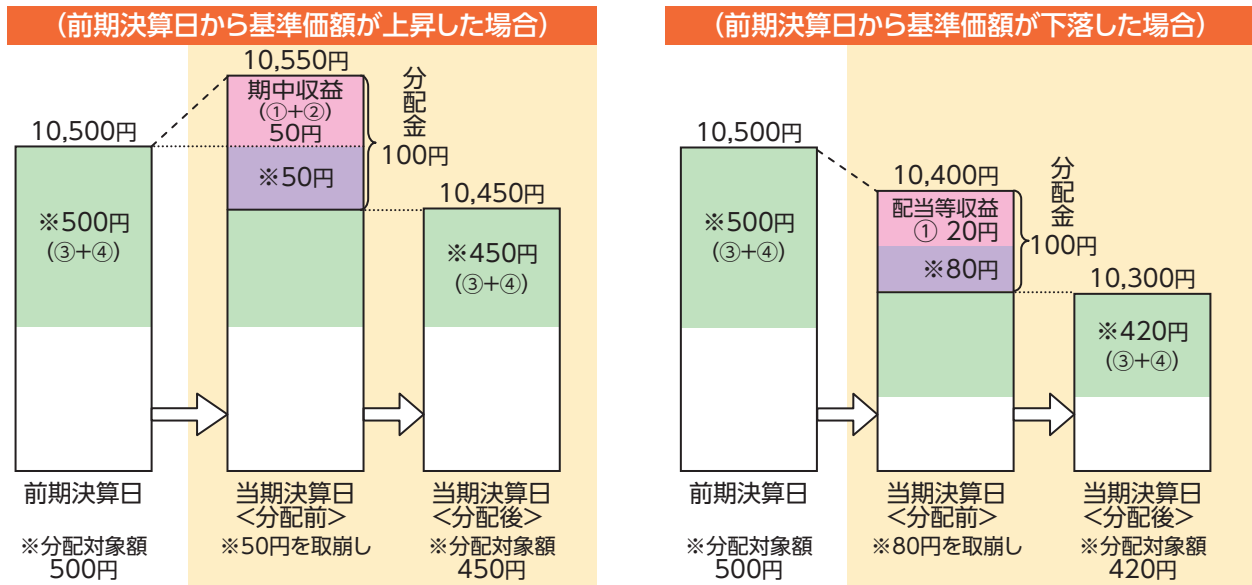 （前期決算日から基準価額が上昇した場合）
10,550円
期中収益
（①＋②）
50円
分配金
100円
10,500円
※50円
10,450円
※500円
（③＋④）
※450円
（③＋④）
前期決算日
当期決算日
＜分配前＞
当期決算日
＜分配後＞
※分配対象額
500円
※50円を取崩し
※分配対象額
450円
（前期決算日から基準価額が下落した場合）
10,500円
10,400円
配当等収益
① 20円
分配金
100円
※500円
（③＋④）
※80円
10,300円
※420円
（③＋④）
前期決算日
当期決算日
＜分配前＞
当期決算日
＜分配後＞
※分配対象額
500円
※80円を取崩し
※分配対象額
420円